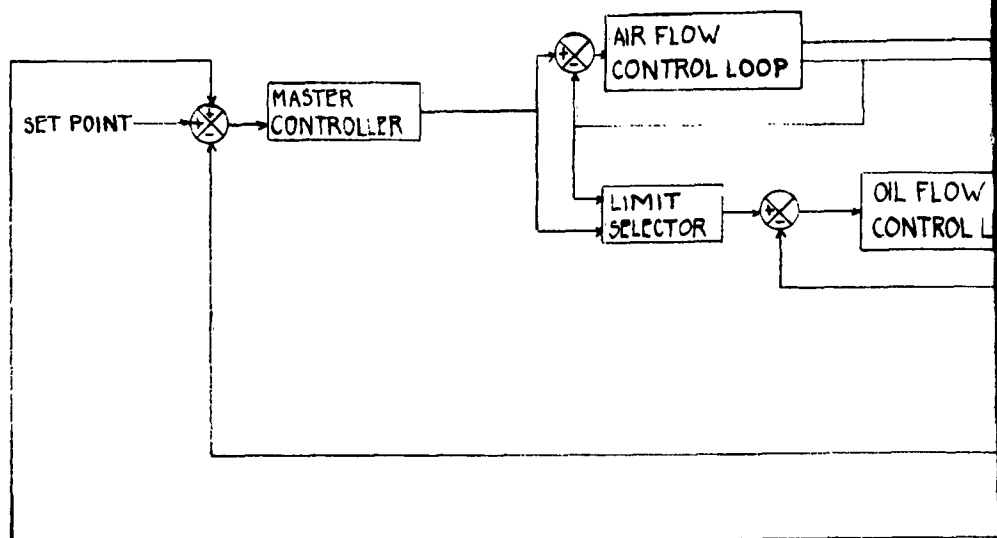 AIR FLOW
CONTROL LOOP
SET POINT
MASTER
CONTROLLER
LIMIT
SELECTOR
OIL FLOW
CONTROL L